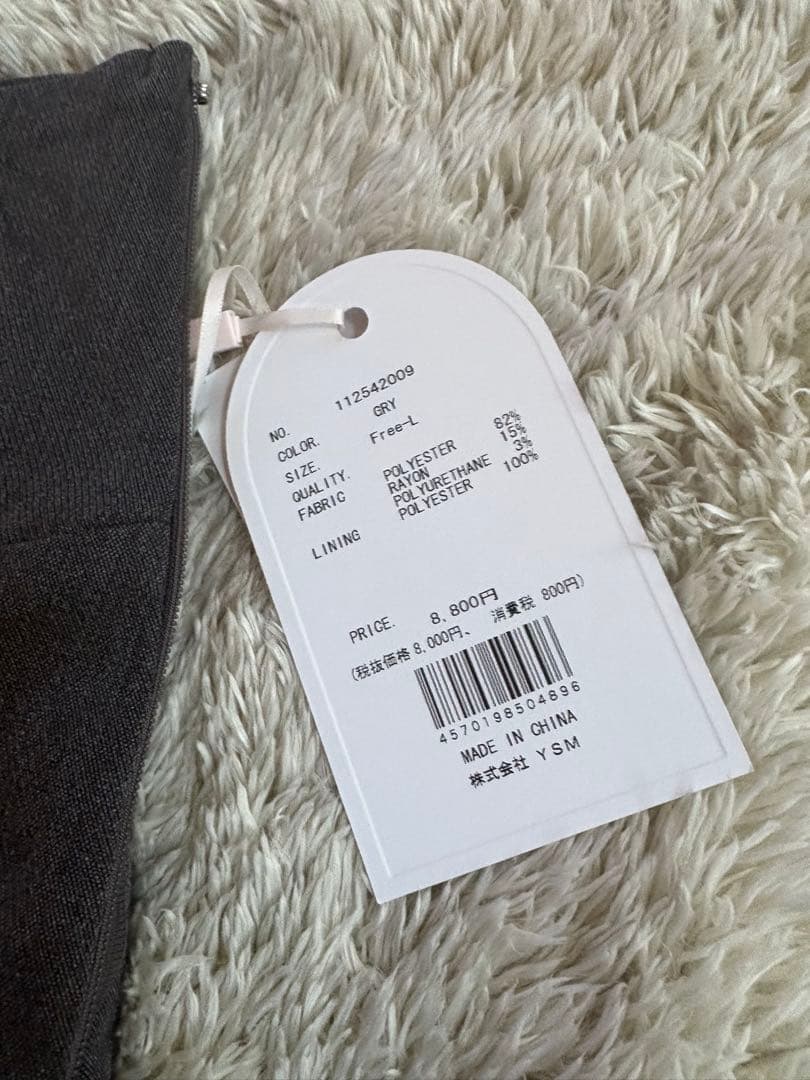 NO. 112542009
COLOR. GRY
SIZE. Free-L
QUALITY. POLYESTER 82%
FABRIC RAYON 15%
POLYURETHANE 3%
LINING POLYESTER 100%
PRICE. 8,800円
(税抜価格 8,000円、 消費税 800円)
4570198504896
MADE IN CHINA
株式会社 YSM